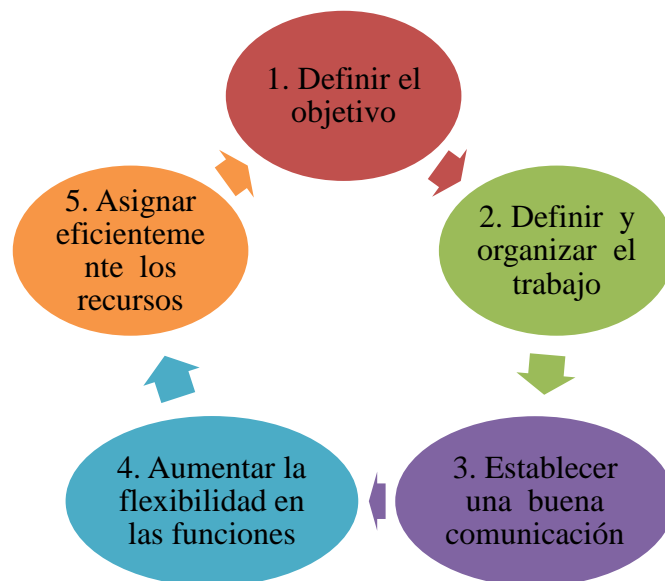 1. Definir el
objetivo
2. Definir y
organizar el
trabajo
3. Establecer
una buena
comunicación
4. Aumentar la
flexibilidad en
las funciones
5. Asignar
eficienteme
nte los
recursos